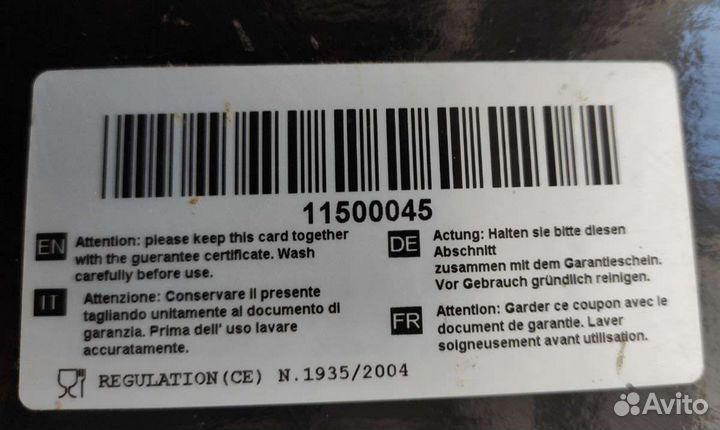 11500045
EN Attention: please keep this card together
with the guerantee certificate. Wash
carefully before use.
IT Attenzione: Conservare il presente
tagliando unitamente al documento di
garanzia. Prima dell' uso lavare
accuratamente.
DE Actung: Halten sie bitte diesen
Abschnitt
zusammen mit dem Garantieschein.
Vor Gebrauch gründlich reinigen.
FR Attention: Garder ce coupon avec le
document de garantie. Laver
soigneusement avant utilisation.
REGULATION(CE) N.1935/2004
Avito